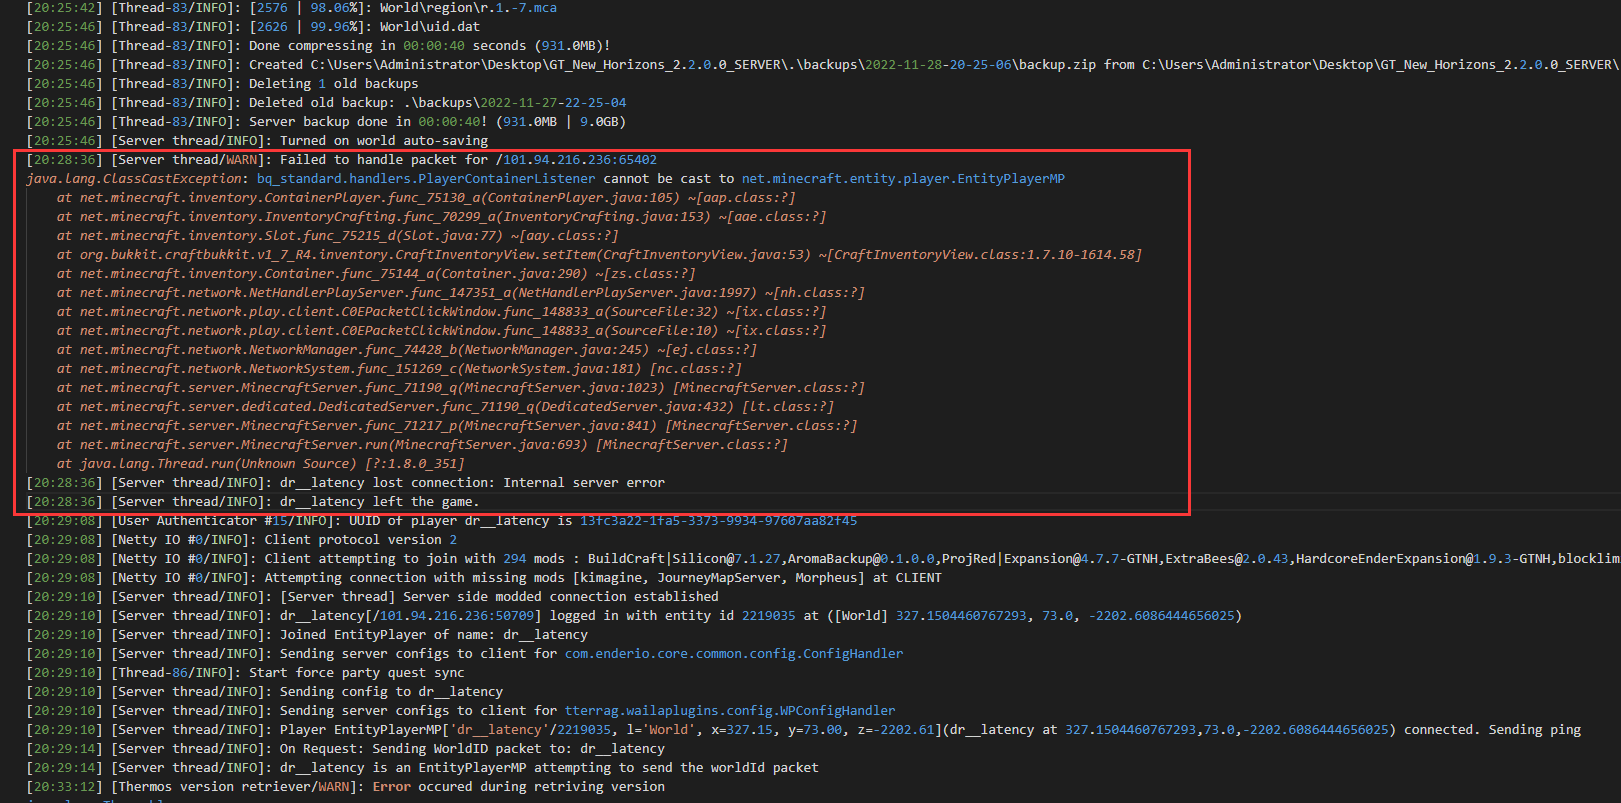 [20:25:42] [Thread-83/INFO]: [2576 | 98.06%]: World\region\r.1.-7.mca
[20:25:46] [Thread-83/INFO]: [2626 | 99.96%]: World\uid.dat
[20:25:46] [Thread-83/INFO]: Done compressing in 00:00:40 seconds (931.0MB)!
[20:25:46] [Thread-83/INFO]: Created C:\Users\Administrator\Desktop\GT_New_Horizons_2.2.0.0_SERVER\.\backups\2022-11-28-20-25-06\backup.zip from C:\Users\Administrator\Desktop\GT_New_Horizons_2.2.0.0_SERVER\
[20:25:46] [Thread-83/INFO]: Deleting 1 old backups
[20:25:46] [Thread-83/INFO]: Deleted old backup: .\backups\2022-11-27-22-25-04
[20:25:46] [Thread-83/INFO]: Server backup done in 00:00:40! (931.0MB | 9.0GB)
[20:25:46] [Server thread/INFO]: Turned on world auto-saving
[20:28:36] [Server thread/WARN]: Failed to handle packet for /101.94.216.236:65402
java.lang.ClassCastException: bq_standard.handlers.PlayerContainerListener cannot be cast to net.minecraft.entity.player.EntityPlayerMP
at net.minecraft.inventory.ContainerPlayer.func_75130_a(ContainerPlayer.java:105) ~[aap.class:?]
at net.minecraft.inventory.InventoryCrafting.func_70299_a(InventoryCrafting.java:153) ~[aae.class:?]
at net.minecraft.inventory.Slot.func_75215_d(Slot.java:77) ~[aay.class:?]
at org.bukkit.craftbukkit.v1_7_R4.inventory.CraftInventoryView.setItem(CraftInventoryView.java:53) ~[CraftInventoryView.class:1.7.10-1614.58]
at net.minecraft.inventory.Container.func_75144_a(Container.java:290) ~[zs.class:?]
at net.minecraft.network.NetHandlerPlayServer.func_147351_a(NetHandlerPlayServer.java:1997) ~[nh.class:?]
at net.minecraft.network.play.client.C0EPacketClickWindow.func_148833_a(SourceFile:32) ~[ix.class:?]
at net.minecraft.network.play.client.C0EPacketClickWindow.func_148833_a(SourceFile:10) ~[ix.class:?]
at net.minecraft.network.NetworkManager.func_74428_b(NetworkManager.java:245) ~[ej.class:?]
at net.minecraft.network.NetworkSystem.func_151269_c(NetworkSystem.java:181) [nc.class:?]
at net.minecraft.server.MinecraftServer.func_71190_q(MinecraftServer.java:1023) [MinecraftServer.class:?]
at net.minecraft.server.dedicated.DedicatedServer.func_71190_q(DedicatedServer.java:432) [lt.class:?]
at net.minecraft.server.MinecraftServer.func_71217_p(MinecraftServer.java:841) [MinecraftServer.class:?]
at net.minecraft.server.MinecraftServer.run(MinecraftServer.java:693) [MinecraftServer.class:?]
at java.lang.Thread.run(Unknown Source) [?:1.8.0_351]
[20:28:36] [Server thread/INFO]: dr__latency lost connection: Internal server error
[20:28:36] [Server thread/INFO]: dr__latency left the game.
[20:29:08] [User Authenticator #15/INFO]: UUID of player dr__latency is 13fc3a22-1fa5-3373-9934-97607aa82f45
[20:29:08] [Netty IO #0/INFO]: Client protocol version 2
[20:29:08] [Netty IO #0/INFO]: Client attempting to join with 294 mods : BuildCraft|Silicon@7.1.27,AromaBackup@0.1.0.0,ProjRed|Expansion@4.7.7-GTNH,ExtraBees@2.0.43,HardcoreEnderExpansion@1.9.3-GTNH,blocklim
[20:29:08] [Netty IO #0/INFO]: Attempting connection with missing mods [kimagine, JourneyMapServer, Morpheus] at CLIENT
[20:29:10] [Server thread/INFO]: [Server thread] Server side modded connection established
[20:29:10] [Server thread/INFO]: dr__latency[/101.94.216.236:50709] logged in with entity id 2219035 at ([World] 327.1504460767293, 73.0, -2202.6086444656025)
[20:29:10] [Server thread/INFO]: Joined EntityPlayer of name: dr__latency
[20:29:10] [Server thread/INFO]: Sending server configs to client for com.enderio.core.common.config.ConfigHandler
[20:29:10] [Thread-86/INFO]: Start force party quest sync
[20:29:10] [Server thread/INFO]: Sending config to dr__latency
[20:29:10] [Server thread/INFO]: Sending server configs to client for tterrag.wailaplugins.config.WPConfigHandler
[20:29:10] [Server thread/INFO]: Player EntityPlayerMP['dr__latency'/2219035, l='World', x=327.15, y=73.00, z=-2202.61](dr__latency at 327.1504460767293,73.0,-2202.6086444656025) connected. Sending ping
[20:29:14] [Server thread/INFO]: On Request: Sending WorldID packet to: dr__latency
[20:29:14] [Server thread/INFO]: dr__latency is an EntityPlayerMP attempting to send the worldId packet
[20:33:12] [Thermos version retriever/WARN]: Error occured during retriving version